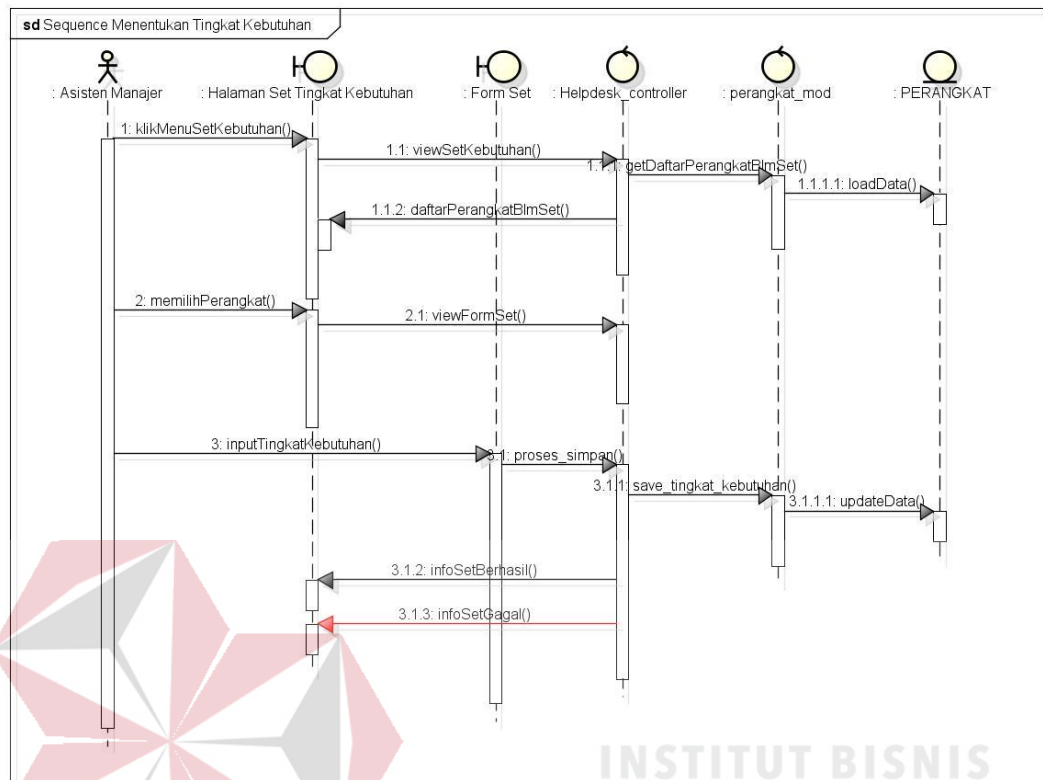 sd Sequence Menentukan Tingkat Kebutuhan
: Asisten Manajer
: Halaman Set Tingkat Kebutuhan
: Form Set
: Helpdesk_controller
: perangkat_mod
: PERANGKAT
1: klikMenuSetKebutuhan()
1.1: viewSetKebutuhan()
1.1.1: getDaftarPerangkatBlmSet()
1.1.1.1: loadData()
1.1.2: daftarPerangkatBlmSet()
2: memilihPerangkat()
2.1: viewFormSet()
3: inputTingkatKebutuhan()
3.1: proses_simpan()
3.1.1: save_tingkat_kebutuhan()
3.1.1.1: updateData()
3.1.2: infoSetBerhasil()
3.1.3: infoSetGagal()
INSTITUT BISNIS